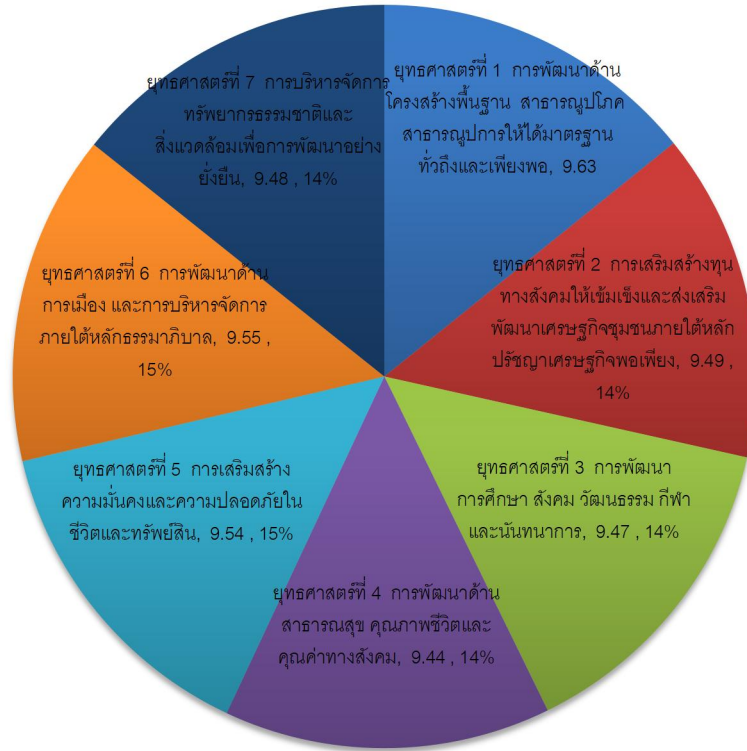 ยุทธศาสตร์ที่ 1 การพัฒนาด้าน
โครงสร้างพื้นฐาน สาธารณูปโภค
สาธารณูปการให้ได้มาตรฐาน
ทั่วถึงและเพียงพอ, 9.63
ยุทธศาสตร์ที่ 2 การเสริมสร้างทุน
ทางสังคมให้เข้มแข็งและส่งเสริม
พัฒนาเศรษฐกิจชุมชนภายใต้หลัก
ปรัชญาเศรษฐกิจพอเพียง, 9.49 ,
14%
ยุทธศาสตร์ที่ 3 การพัฒนา
การศึกษา สังคม วัฒนธรรม กีฬา
และนันทนาการ, 9.47 , 14%
ยุทธศาสตร์ที่ 4 การพัฒนาด้าน
สาธารณสุข คุณภาพชีวิตและ
คุณค่าทางสังคม, 9.44 , 14%
ยุทธศาสตร์ที่ 5 การเสริมสร้าง
ความมั่นคงและความปลอดภัยใน
ชีวิตและทรัพย์สิน, 9.54 , 15%
ยุทธศาสตร์ที่ 6 การพัฒนาด้าน
การเมือง และการบริหารจัดการ
ภายใต้หลักธรรมาภิบาล, 9.55 ,
15%
ยุทธศาสตร์ที่ 7 การบริหารจัดการ
ทรัพยากรธรรมชาติและ
สิ่งแวดล้อมเพื่อการพัฒนาอย่าง
ยั่งยืน, 9.48 , 14%